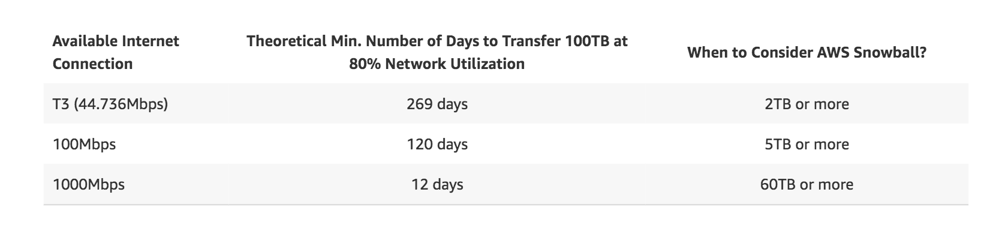 Available Internet
Connection
Theoretical Min. Number of Days to Transfer 100TB at
80% Network Utilization
When to Consider AWS Snowball?
T3 (44.736Mbps)
269 days
2TB or more
100Mbps
120 days
5TB or more
1000Mbps
12 days
60TB or more